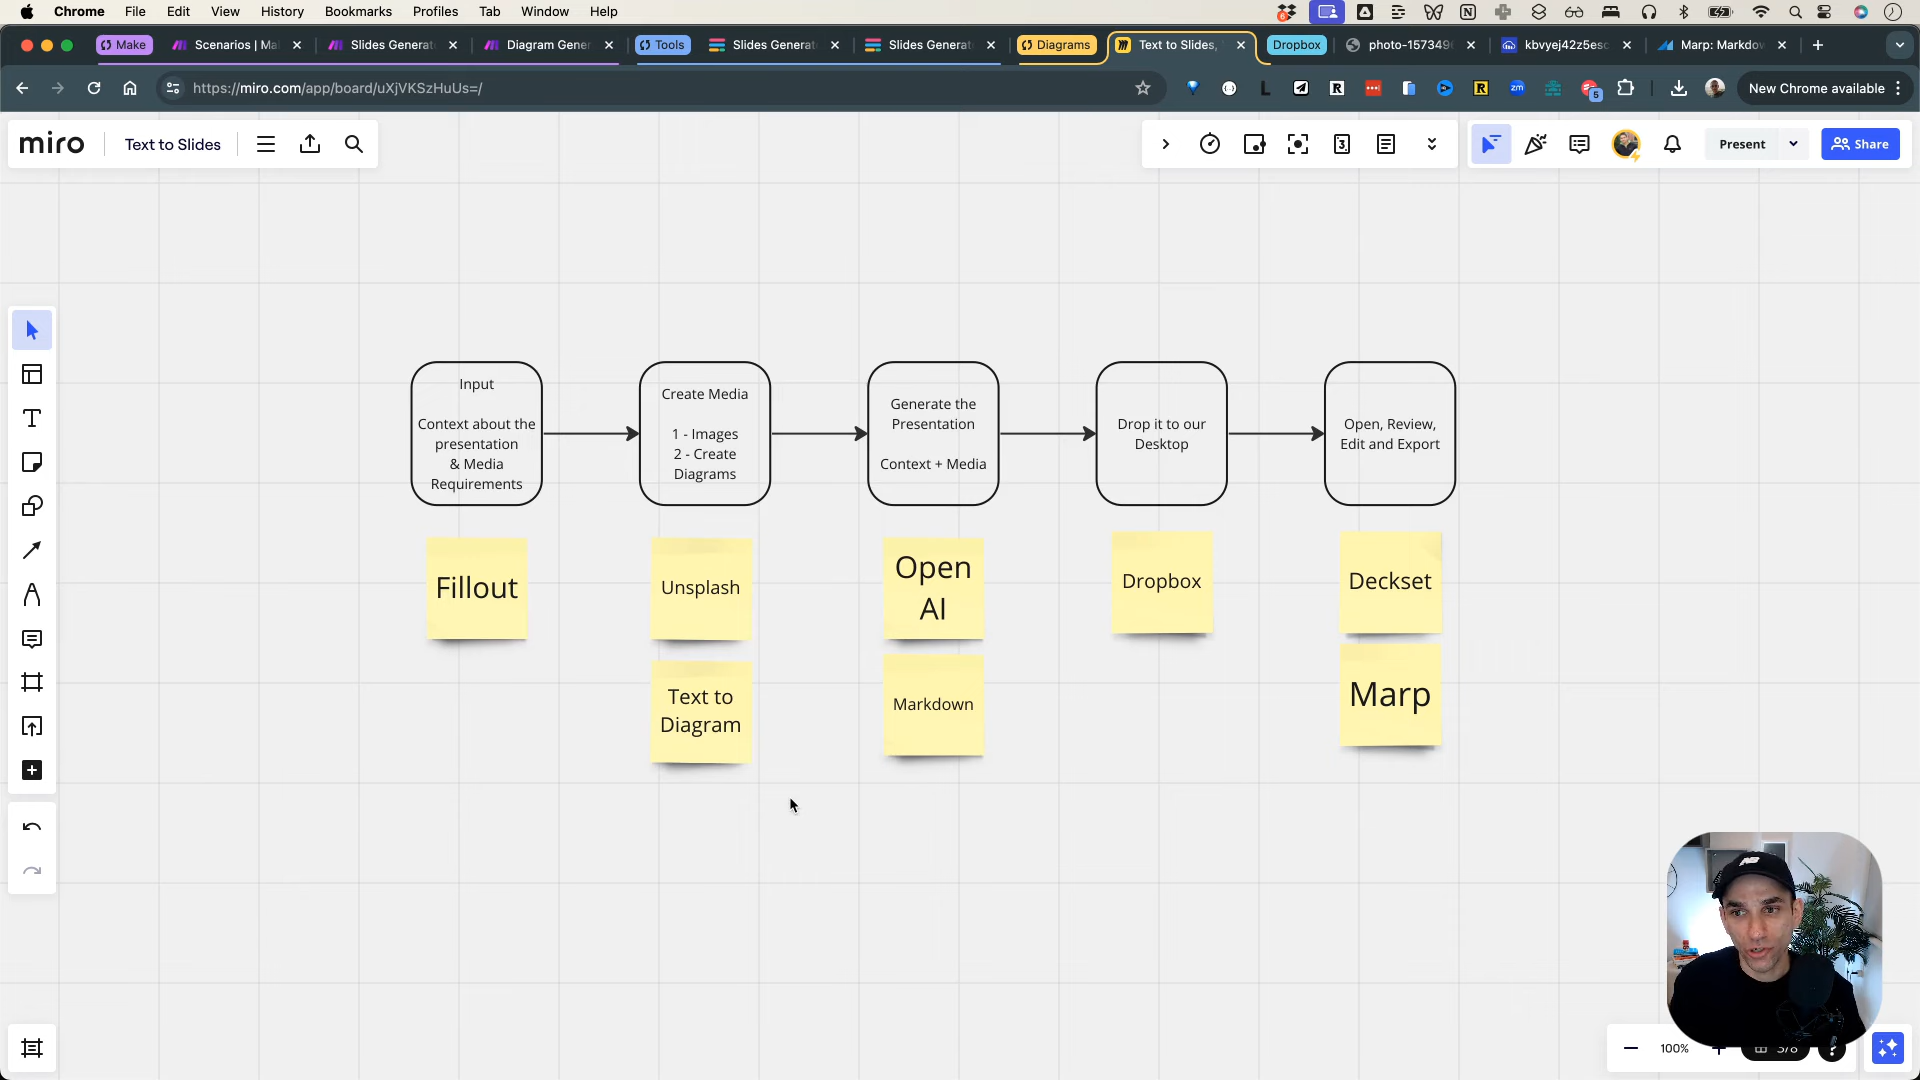 Chrome File Edit View History Bookmarks Profiles Tab Window Help
Make
Scenarios | Ma
Slides Generat
Diagram Gener
Tools
Slides Generat
Slides Generat
Diagrams
Text to Slides,
Dropbox
photo-157349
kbvyej42z5esc
Marp: Markdow
https://miro.com/app/board/uXjVKSzHuUs=/
New Chrome available
miro
Text to Slides
Present
Share
Input
Context about the
presentation
& Media
Requirements
Create Media
1 - Images
2 - Create
Diagrams
Generate the
Presentation
Context + Media
Drop it to our
Desktop
Open, Review,
Edit and Export
Fillout
Unsplash
Open
AI
Dropbox
Deckset
Text to
Diagram
Markdown
Marp
100%